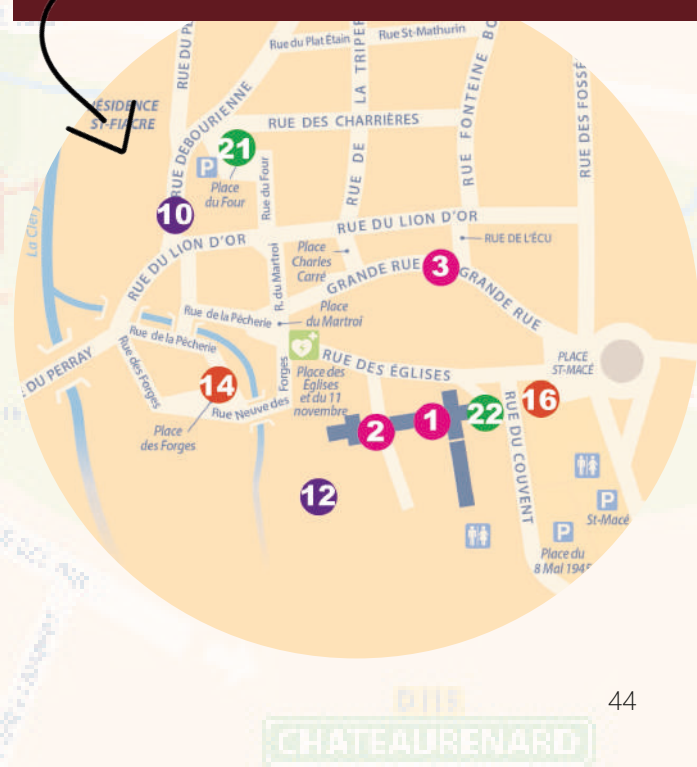 RUE DU P
Rue du Plat Étain
Rue St-Mathurin
RUE DE LA TRIPER
RUE FONTEINE BO
RUE DES FOSSÉ
RÉSIDENCE
ST-FIACRE
RUE DEBOURIENNE
RUE DES CHARRIÈRES
21
P
Place
du Four
Rue du Four
La Clery
10
RUE DU LION D'OR
RUE DU LION D'OR
RUE DE L'ÉCU
Place
Charles
Carré
R. du Martroi
GRANDE RUE
3
GRANDE RUE
Place
du Martroi
Rue de la Pêcherie
Rue de la Pêcherie
E DU PERRAY
Rue des Forges
RUE DES ÉGLISES
PLACE
ST-MACÉ
Place des
Églises
et du 11
novembre
14
Rue Neuve des Forges
Place
des Forges
2
1
22
16
RUE DU COUVENT
12
P
St-Macé
P
Place du
8 Mai 1945
44
D 115
CHATEAURENARD